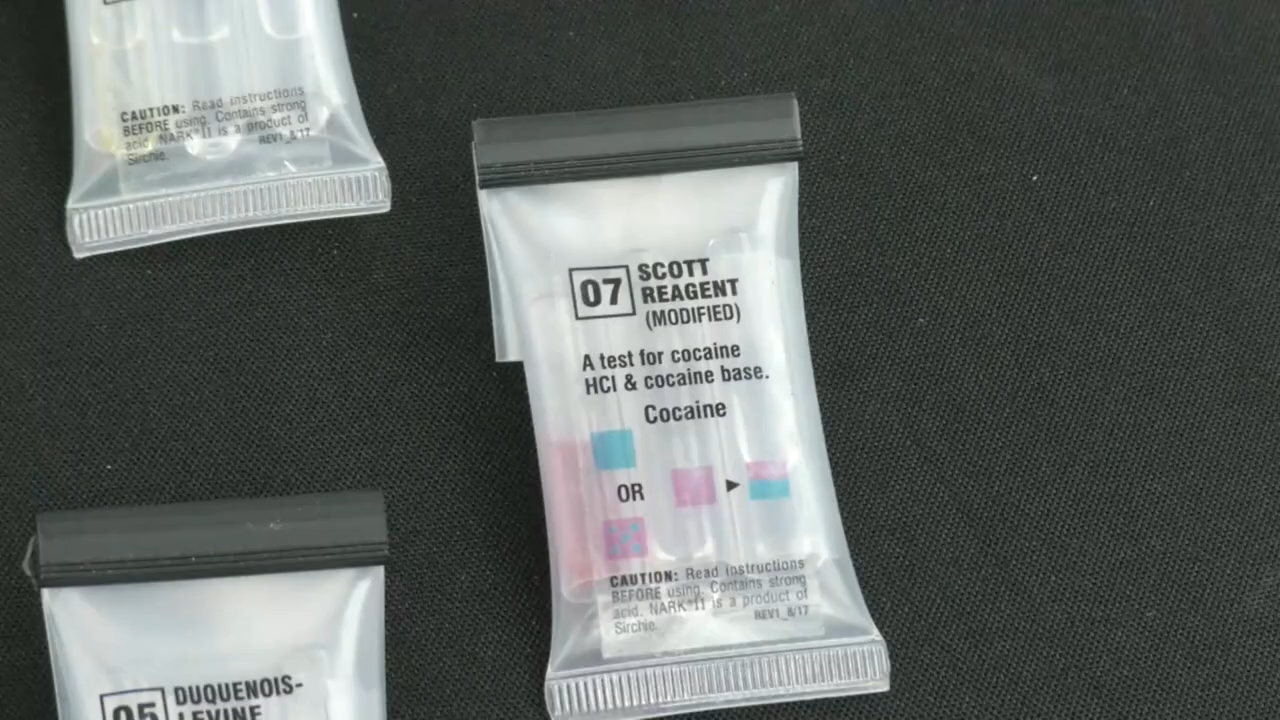 CAUTION: Read instructions
BEFORE using. Contains strong
acid. NARK®II is a product of
Sirchie.
REV1_8/17
07
SCOTT
REAGENT
(MODIFIED)
A test for cocaine
HCl & cocaine base.
Cocaine
OR
CAUTION: Read instructions
BEFORE using. Contains strong
acid. NARK®II is a product of
Sirchie.
REV1_8/17
05
DUQUENOIS-
LEVINE